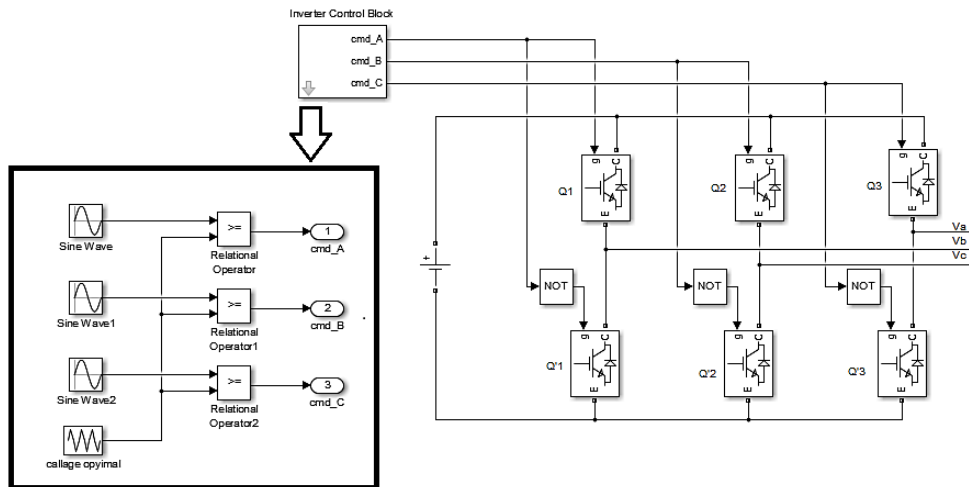 Inverter Control Block
cmd_A
cmd_B
cmd_C
g C
E
Q1
g C
E
Q2
g C
E
Q3
Va
Vb
Vc
+
NOT
NOT
NOT
g C
E
Q'1
g C
E
Q'2
g C
E
Q'3
Sine Wave
>=
Relational
Operator
1
cmd_A
Sine Wave1
>=
Relational
Operator1
2
cmd_B
Sine Wave2
>=
Relational
Operator2
3
cmd_C
callage opyimal